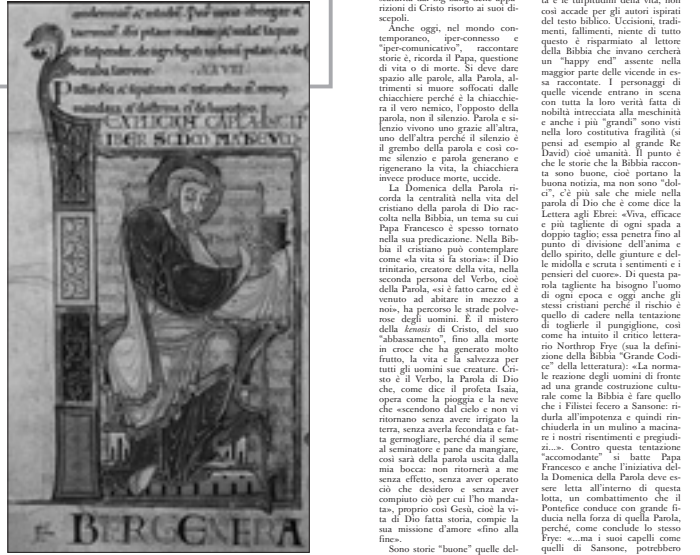 rizioni di Cristo risorto ai suoi di-
scepoli.
Anche oggi, nel mondo con-
temporaneo, iper-connesso e
"iper-comunicativo", raccontare
storie è, ricorda il Papa, questione
di vita o di morte. Si deve dare
spazio alle parole, alla Parola, al-
trimenti si muore soffocati dalle
chiacchiere perché è la chiacchie-
ra il vero nemico, l'opposto della
parola, non il silenzio. Parola e si-
lenzio vivono uno grazie all'altra,
uno dell'altra perché il silenzio è
il grembo della parola e così co-
me silenzio e parola generano e
rigenerano la vita, la chiacchiera
invece produce morte, uccide.
La Domenica della Parola ri-
corda la centralità nella vita del
cristiano della parola di Dio rac-
colta nella Bibbia, un tema su cui
Papa Francesco è spesso tornato
nella sua predicazione. Nella Bib-
bia il cristiano può contemplare
come «la vita si fa storia»: il Dio
trinitario, creatore della vita, nella
seconda persona del Verbo, cioè
della Parola, «si è fatto carne ed è
venuto ad abitare in mezzo a
noi», ha percorso le strade polve-
rose degli uomini. È il mistero
della kenosis di Cristo, del suo
"abbassamento", fino alla morte
in croce che ha generato molto
frutto, la vita e la salvezza per
tutti gli uomini sue creature. Cri-
sto è il Verbo, la Parola di Dio
che, come dice il profeta Isaia,
opera come la pioggia e la neve
che «scendono dal cielo e non vi
ritornano senza avere irrigato la
terra, senza averla fecondata e fat-
ta germogliare, perché dia il seme
al seminatore e pane da mangiare,
così sarà della parola uscita dalla
mia bocca: non ritornerà a me
senza effetto, senza aver operato
ciò che desidero e senza aver
compiuto ciò per cui l'ho manda-
ta», proprio così Gesù, cioè la vi-
ta di Dio fatta storia, compie la
sua missione d'amore «fino alla
fine».
Sono storie "buone" quelle del-
la e le turpitudini della vita, non
così accade per gli autori ispirati
del testo biblico. Uccisioni, tradi-
menti, fallimenti, niente di tutto
questo è risparmiato al lettore
della Bibbia che invano cercherà
un "happy end" assente nella
maggior parte delle vicende in es-
sa raccontate. I personaggi di
quelle vicende entrano in scena
con tutta la loro verità fatta di
nobiltà intrecciata alla meschinità
e anche i più "grandi" sono visti
nella loro costitutiva fragilità (si
pensi ad esempio al grande Re
David) cioè umanità. Il punto è
che le storie che la Bibbia raccon-
ta sono buone, cioè portano la
buona notizia, ma non sono "dol-
ci", c'è più sale che miele nella
parola di Dio che è come dice la
Lettera agli Ebrei: «Viva, efficace
e più tagliente di ogni spada a
doppio taglio; essa penetra fino al
punto di divisione dell'anima e
dello spirito, delle giunture e del-
le midolla e scruta i sentimenti e i
pensieri del cuore». Di questa pa-
rola tagliente ha bisogno l'uomo
di ogni epoca e oggi anche gli
stessi cristiani perché il rischio è
quello di cadere nella tentazione
di toglierle il pungiglione, così
come ha intuito il critico lettera-
rio Northrop Frye (sua la defini-
zione della Bibbia "Grande Codi-
ce" della letteratura): «La norma-
le reazione degli uomini di fronte
ad una grande costruzione cultu-
rale come la Bibbia è fare quello
che i Filistei fecero a Sansone: ri-
durla all'impotenza e quindi rin-
chiuderla in un mulino a macina-
re i nostri risentimenti e pregiudi-
zi...». Contro questa tentazione
"accomodante" si batte Papa
Francesco e anche l'iniziativa del-
la Domenica della Parola deve es-
sere letta all'interno di questa
lotta, un combattimento che il
Pontefice conduce con grande fi-
ducia nella forza di quella Parola,
perché, come conclude lo stesso
Frye: «...ma i suoi capelli come
quelli di Sansone, potrebbero